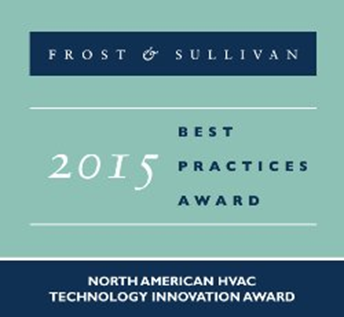 FROST & SULLIVAN
2015
BEST
PRACTICES
AWARD
NORTH AMERICAN HVAC
TECHNOLOGY INNOVATION AWARD